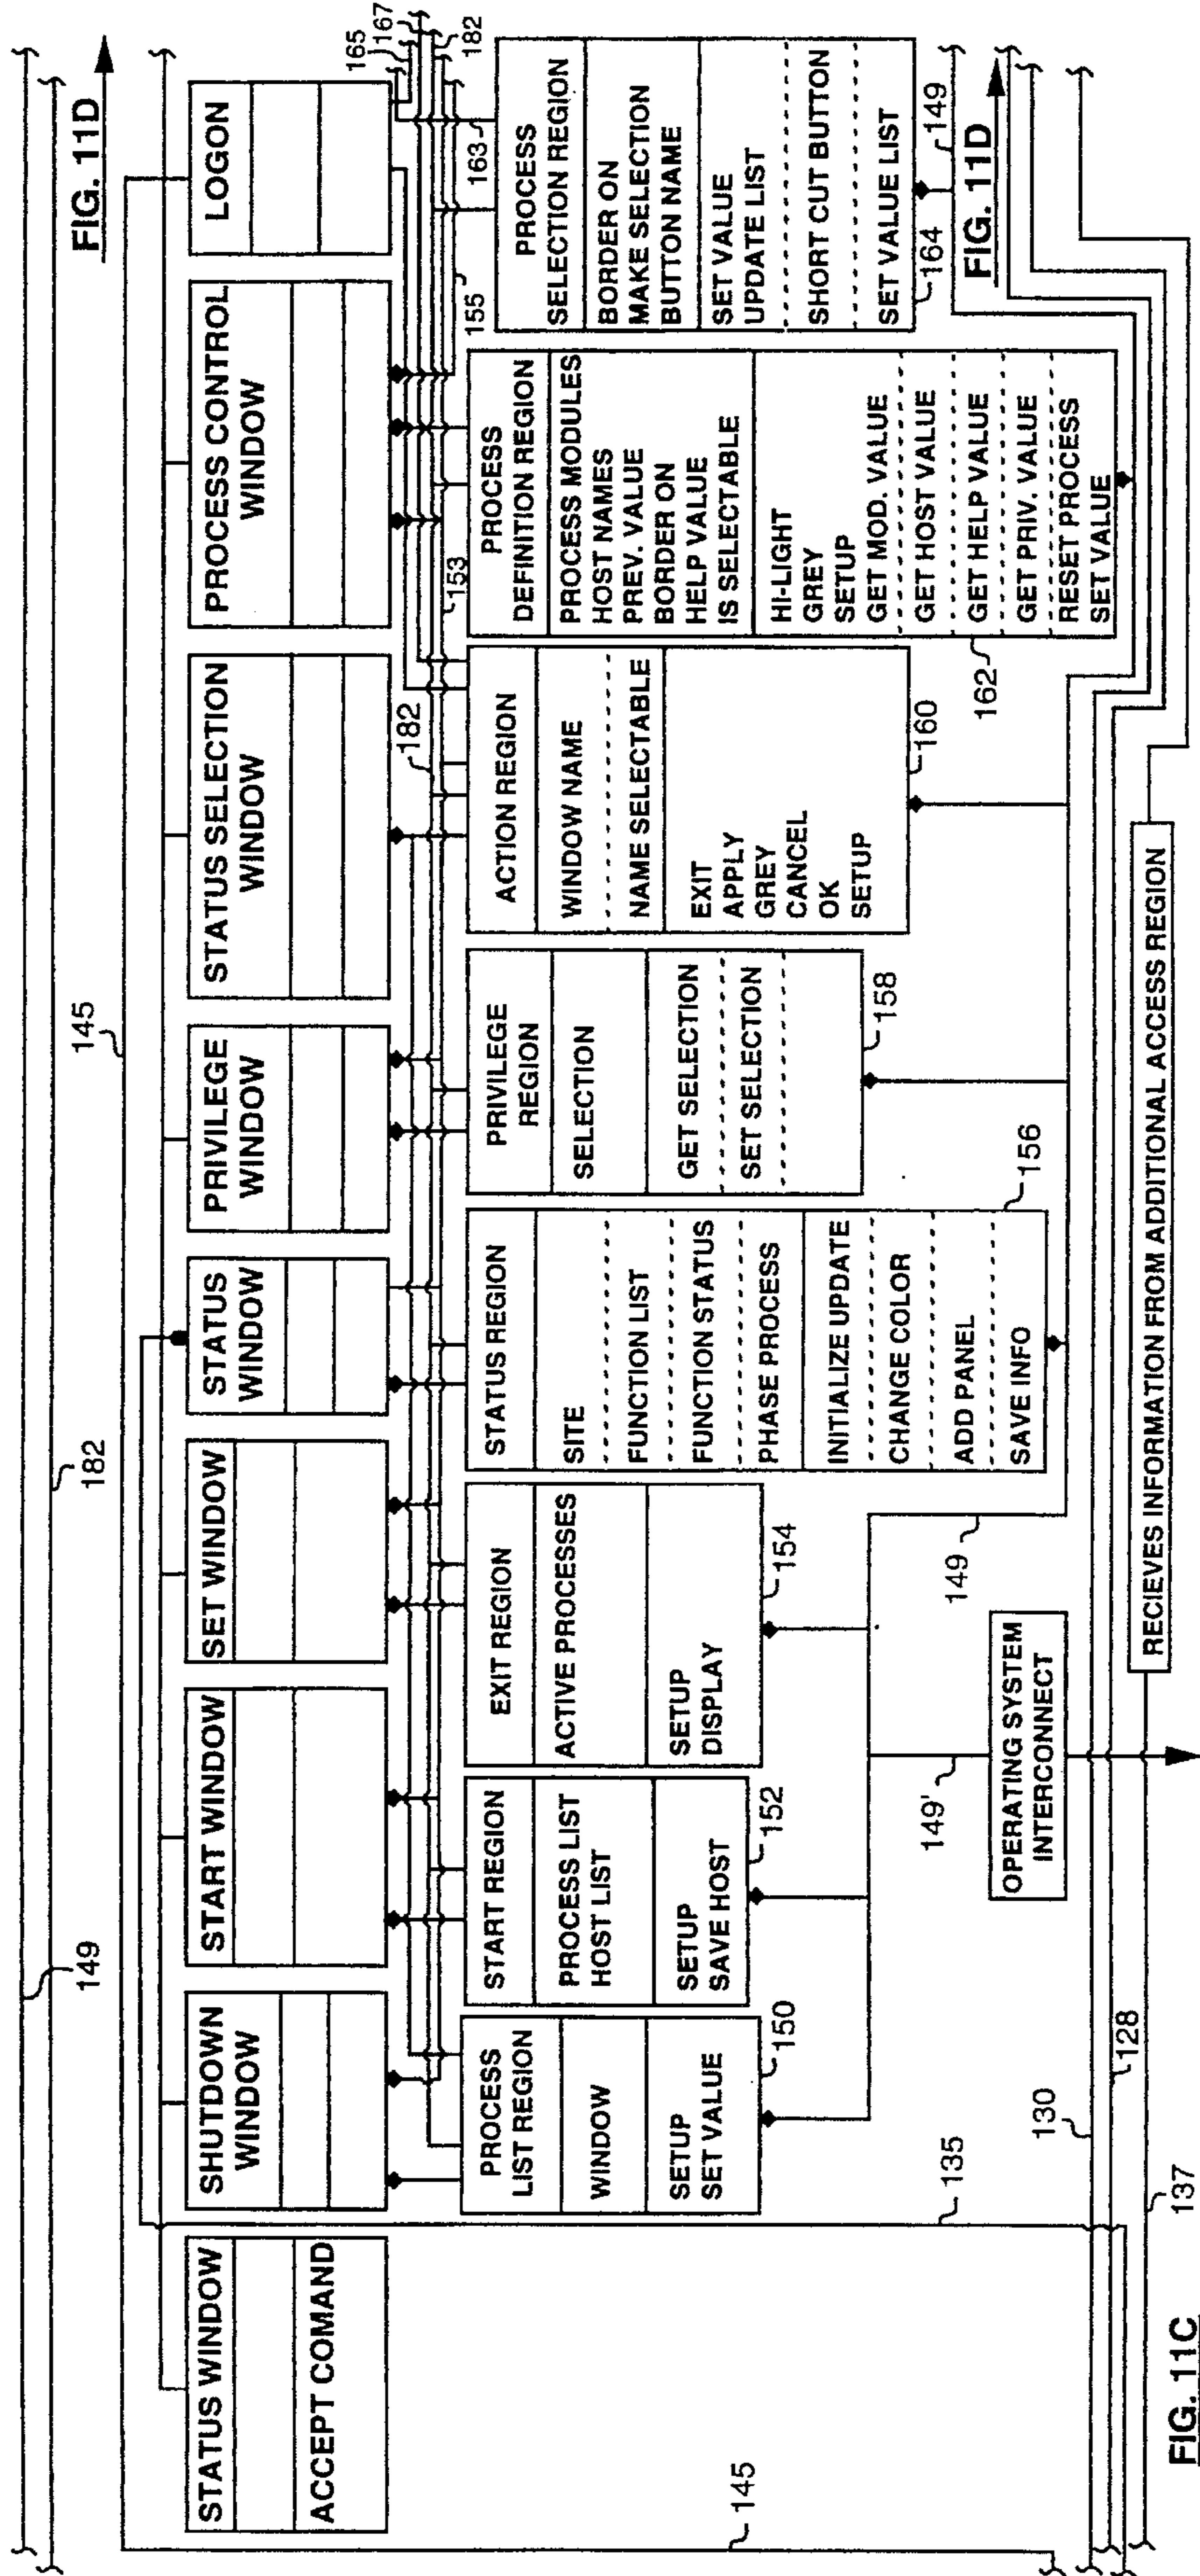 149
182
FIG. 11D
145
STATUS WINDOW
ACCEPT COMAND
SHUTDOWN
WINDOW
START WINDOW
SET WINDOW
STATUS
WINDOW
PRIVILEGE
WINDOW
STATUS SELECTION
WINDOW
PROCESS CONTROL
WINDOW
LOGON
165
167
182
182
153
155
163
PROCESS
LIST REGION
WINDOW
SETUP
SET VALUE
150
START REGION
PROCESS LIST
HOST LIST
SETUP
SAVE HOST
152
EXIT REGION
ACTIVE PROCESSES
SETUP
DISPLAY
154
STATUS REGION
SITE
FUNCTION LIST
FUNCTION STATUS
PHASE PROCESS
INITIALIZE UPDATE
CHANGE COLOR
ADD PANEL
SAVE INFO
156
PRIVILEGE
REGION
SELECTION
GET SELECTION
SET SELECTION
158
ACTION REGION
WINDOW NAME
NAME SELECTABLE
EXIT
APPLY
GREY
CANCEL
OK
SETUP
160
PROCESS
DEFINITION REGION
PROCESS MODULES
HOST NAMES
PREV. VALUE
BORDER ON
HELP VALUE
IS SELECTABLE
HI-LIGHT
GREY
SETUP
GET MOD. VALUE
GET HOST VALUE
GET HELP VALUE
GET PRIV. VALUE
RESET PROCESS
SET VALUE
162
PROCESS
SELECTION REGION
BORDER ON
MAKE SELECTION
BUTTON NAME
SET VALUE
UPDATE LIST
SHORT CUT BUTTON
SET VALUE LIST
164
149
FIG. 11D
145
135
149'
149
OPERATING SYSTEM
INTERCONNECT
130
128
137
RECIEVES INFORMATION FROM ADDITIONAL ACCESS REGION
FIG. 11C